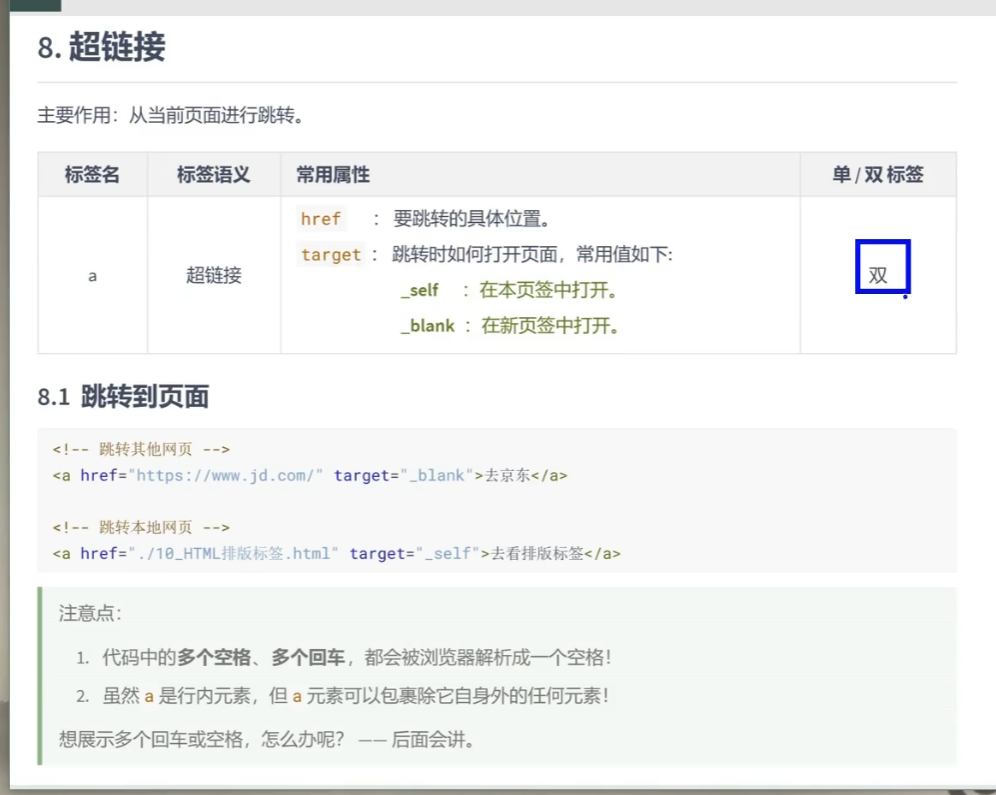 8. 超链接
主要作用：从当前页面进行跳转。
标签名 标签语义 常用属性 单 / 双 标签
href ： 要跳转的具体位置。
target ： 跳转时如何打开页面，常用值如下:
a 超链接 双
_self ：在本页签中打开。
_blank ：在新页签中打开。
8.1 跳转到页面
<!-- 跳转其他网页 -->
<a href="https://www.jd.com/" target="_blank">去京东</a>
<!-- 跳转本地网页 -->
<a href="./10_HTML排版标签.html" target="_self">去看排版标签</a>
注意点：
1. 代码中的多个空格、多个回车，都会被浏览器解析成一个空格！
2. 虽然 a 是行内元素，但 a 元素可以包裹除它自身外的任何元素！
想展示多个回车或空格，怎么办呢？ —— 后面会讲。